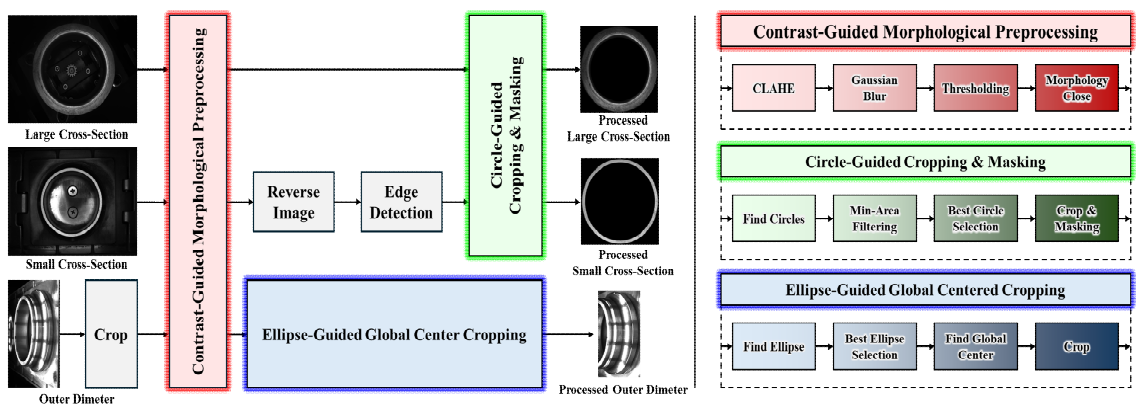 Large Cross-Section
Small Cross-Section
Crop
Outer Dimeter
Contrast-Guided Morphological Preprocessing
Reverse
Image
Edge
Detection
Circle-Guided
Cropping & Masking
Ellipse-Guided Global Center Cropping
Processed
Large Cross-Section
Processed
Small Cross-Section
Processed Outer Dimeter
Contrast-Guided Morphological Preprocessing
CLAHE
Gaussian
Blur
Thresholding
Morphology
Close
Circle-Guided Cropping & Masking
Find Circles
Min-Area
Filtering
Best Circle
Selection
Crop &
Masking
Ellipse-Guided Global Centered Cropping
Find Ellipse
Best Ellipse
Selection
Find Global
Center
Crop